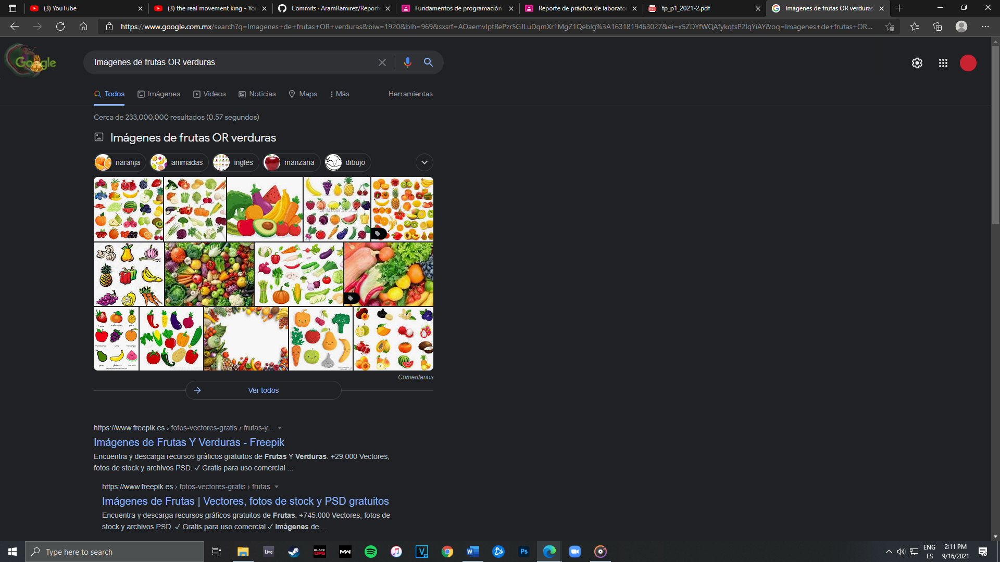 (3) YouTube
(3) the real movement king - You
Commits · AramRamirez/Reporte
Fundamentos de programación
Reporte de práctica de laborator
fp_p1_2021-2.pdf
Imagenes de frutas OR verduras
https://www.google.com.mx/search?q=Imagenes+de+frutas+OR+verduras&biw=1920&bih=969&sxsrf=AOaemvIptRePzr5GJLuDqmXr1MgZ1QebIg%3A1631819463027&ei=x5ZDYfWQAfykqtsP2IqYiAY&oq=Imagenes+de+frutas+OR...
Google
Imagenes de frutas OR verduras
Todos
Imágenes
Videos
Noticias
Maps
Más
Herramientas
Cerca de 233,000,000 resultados (0.57 segundos)
Imágenes de frutas OR verduras
naranja
animadas
ingles
manzana
dibujo
shutterstock
Comentarios
Ver todos
https://www.freepik.es › fotos-vectores-gratis › frutas-y...
Imágenes de Frutas Y Verduras - Freepik
Encuentra y descarga recursos gráficos gratuitos de Frutas Y Verduras. +29.000 Vectores,
fotos de stock y archivos PSD. ✓ Gratis para uso comercial ...
https://www.freepik.es › fotos-vectores-gratis › frutas
Imágenes de Frutas | Vectores, fotos de stock y PSD gratuitos
Encuentra y descarga recursos gráficos gratuitos de Frutas. +745.000 Vectores, fotos de
stock y archivos PSD. ✓ Gratis para uso comercial ✓ Imágenes de ...
Type here to search
Live
BLACK OPS
MW
V
W
Ps
ENG
ES
2:11 PM
9/16/2021